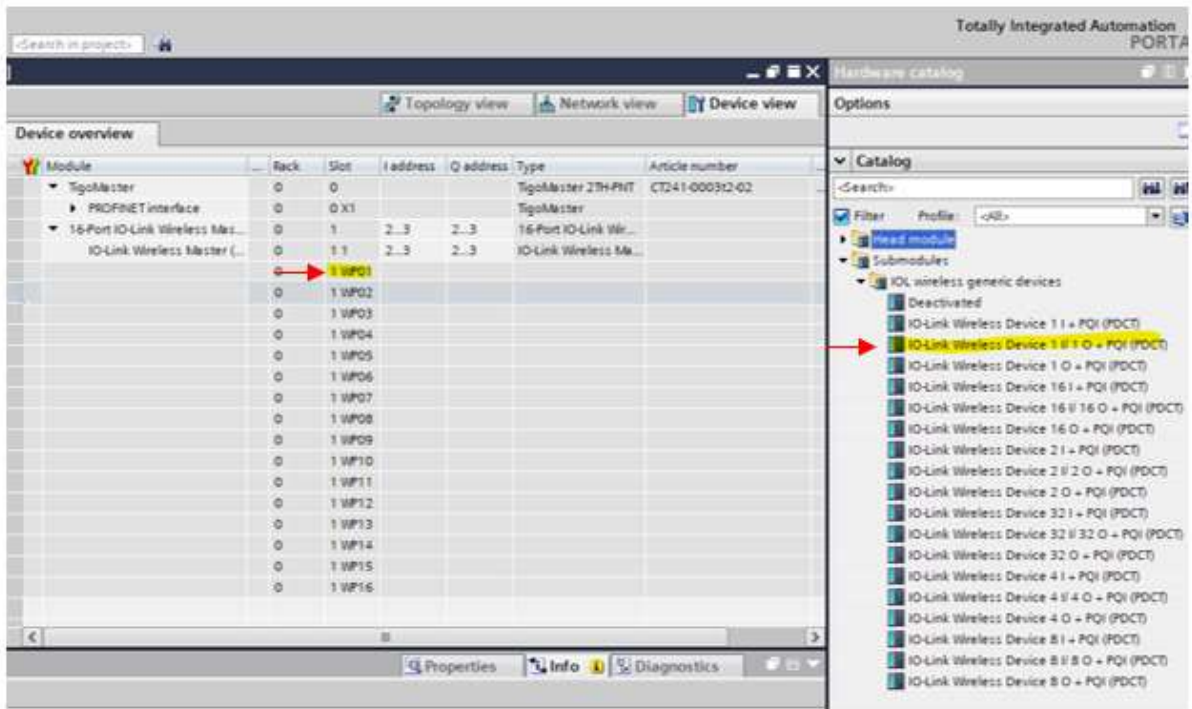 Totally Integrated Automation
PORTA
<Search in project>
Hardware catalog
Topology view
Network view
Device view
Options
Device overview
Module ... Rack Slot I address Q address Type Article number
Catalog
TigoMaster 0 0 TigoMaster 2TH-PNT CT241-0003t2-02
<Search>
PROFINET interface 0 0 X1 TigoMaster
Filter Profile: <All>
16-Port IO-Link Wireless Mas... 0 1 2...3 2...3 16-Port IO-Link Wir...
Head module
IO-Link Wireless Master (... 0 1 1 2...3 2...3 IO-Link Wireless Ma...
Submodules
0 1 WP01
IOL wireless generic devices
0 1 WP02
Deactivated
0 1 WP03
IO-Link Wireless Device 1 I + PQI (PDCT)
0 1 WP04
IO-Link Wireless Device 1 I/ 1 O + PQI (PDCT)
0 1 WP05
IO-Link Wireless Device 1 O + PQI (PDCT)
0 1 WP06
IO-Link Wireless Device 16 I + PQI (PDCT)
0 1 WP07
IO-Link Wireless Device 16 I/ 16 O + PQI (PDCT)
0 1 WP08
IO-Link Wireless Device 16 O + PQI (PDCT)
0 1 WP09
IO-Link Wireless Device 2 I + PQI (PDCT)
0 1 WP10
IO-Link Wireless Device 2 I/ 2 O + PQI (PDCT)
0 1 WP11
IO-Link Wireless Device 2 O + PQI (PDCT)
0 1 WP12
IO-Link Wireless Device 32 I + PQI (PDCT)
0 1 WP13
IO-Link Wireless Device 32 I/ 32 O + PQI (PDCT)
0 1 WP14
IO-Link Wireless Device 32 O + PQI (PDCT)
0 1 WP15
IO-Link Wireless Device 4 I + PQI (PDCT)
0 1 WP16
IO-Link Wireless Device 4 I/ 4 O + PQI (PDCT)
IO-Link Wireless Device 4 O + PQI (PDCT)
IO-Link Wireless Device 8 I + PQI (PDCT)
IO-Link Wireless Device 8 I/ 8 O + PQI (PDCT)
IO-Link Wireless Device 8 O + PQI (PDCT)
Properties
Info
Diagnostics